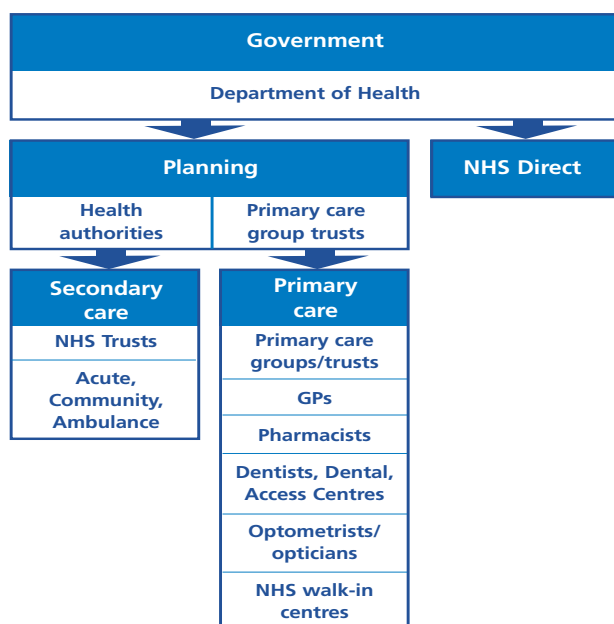 Government
Department of Health
Planning
NHS Direct
Health
authorities
Primary care
group trusts
Secondary
care
NHS Trusts
Acute,
Community,
Ambulance
Primary
care
Primary care
groups/trusts
GPs
Pharmacists
Dentists, Dental,
Access Centres
Optometrists/
opticians
NHS walk-in
centres